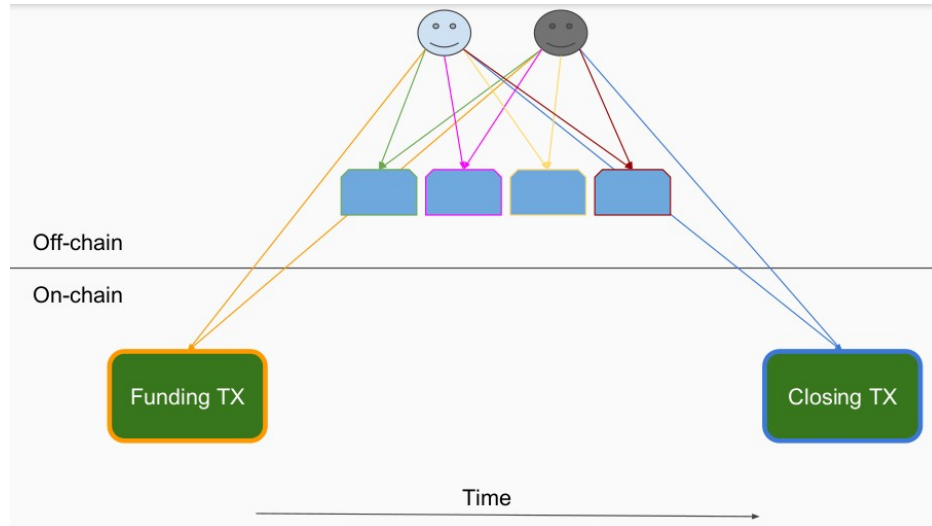 Off-chain
On-chain
Funding TX
Closing TX
Time